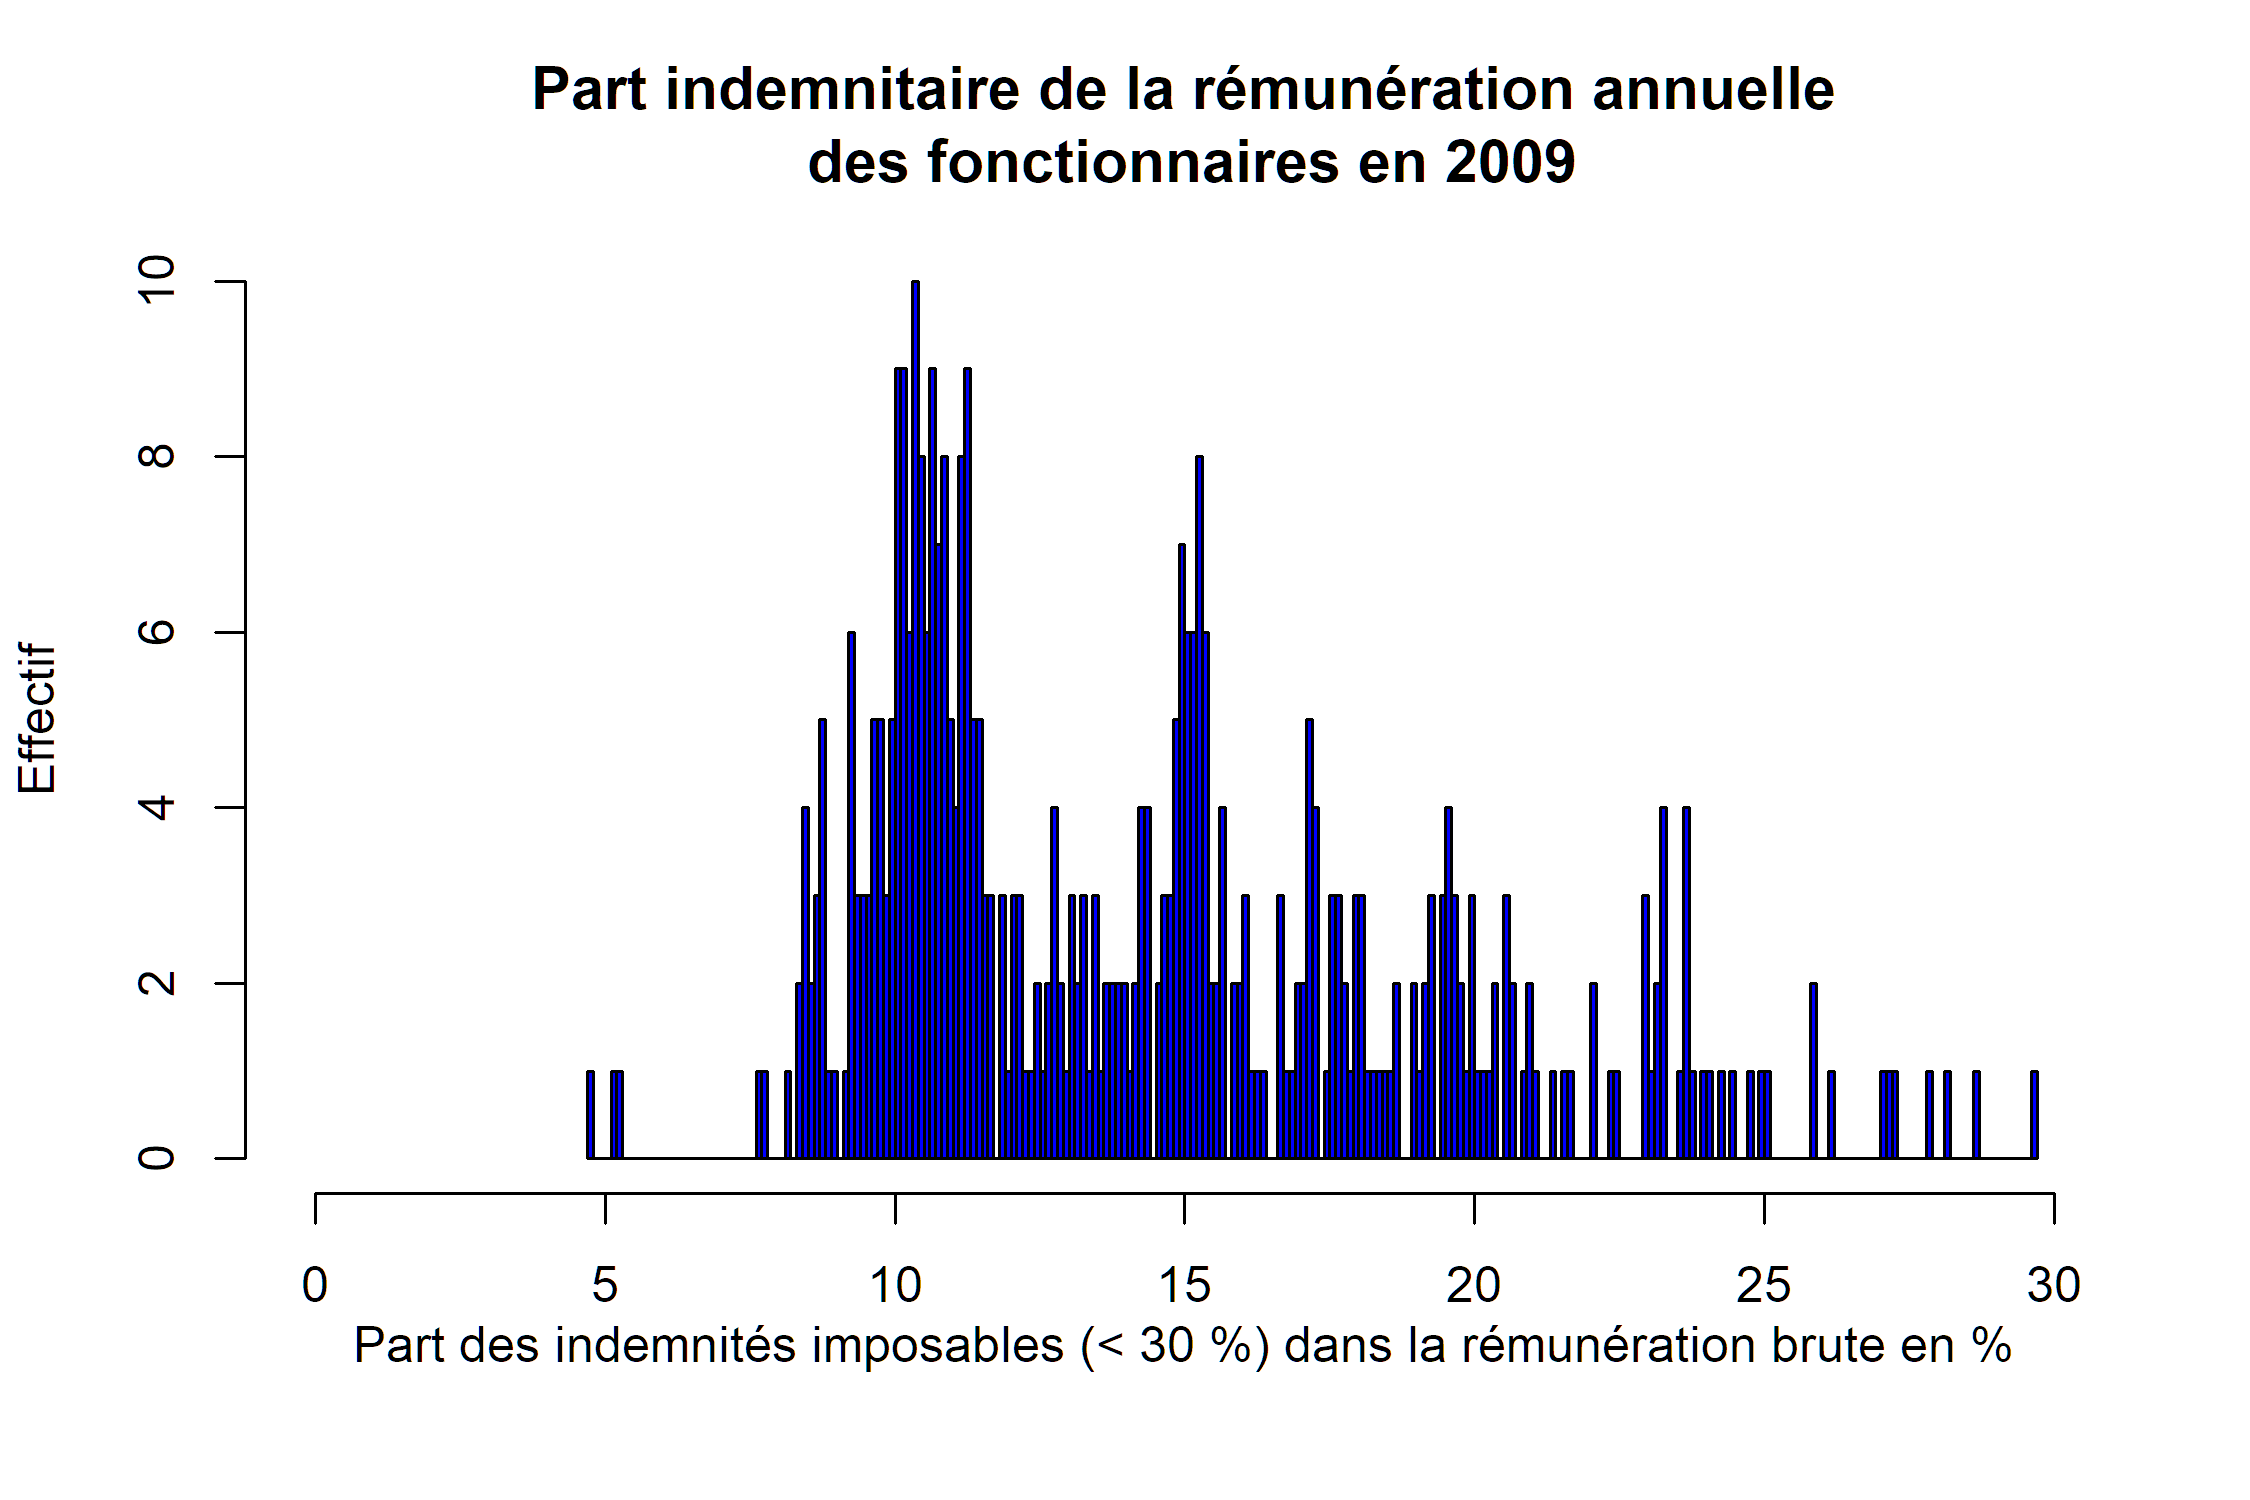 Part indemnitaire de la rémunération annuelle
des fonctionnaires en 2009
Effectif
10
8
6
4
2
0
0 5 10 15 20 25 30
Part des indemnités imposables (< 30 %) dans la rémunération brute en %